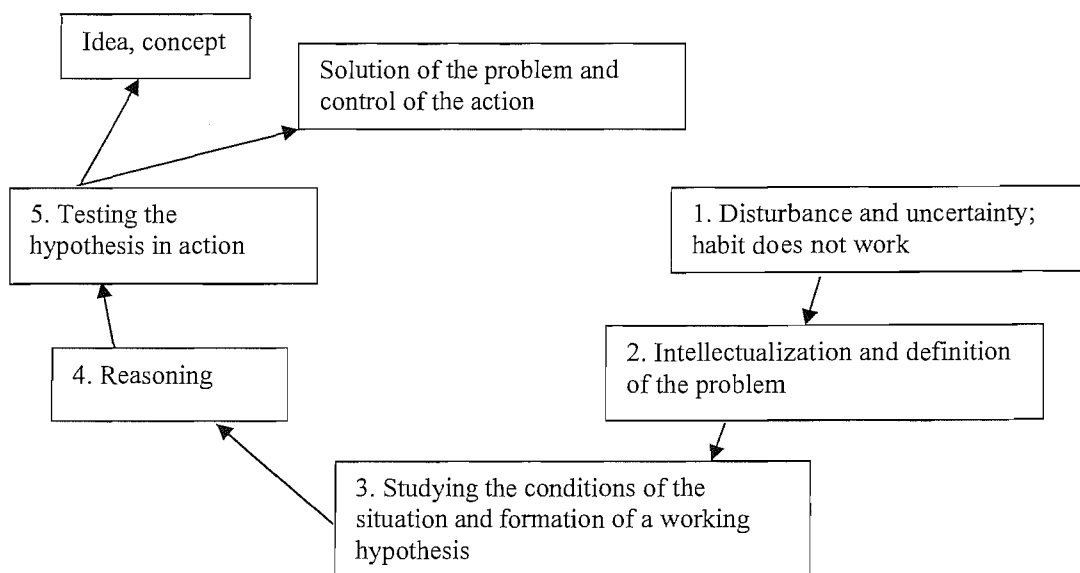 Idea, concept
Solution of the problem and
control of the action
5. Testing the
hypothesis in action
1. Disturbance and uncertainty;
habit does not work
4. Reasoning
2. Intellectualization and definition
of the problem
3. Studying the conditions of the
situation and formation of a working
hypothesis